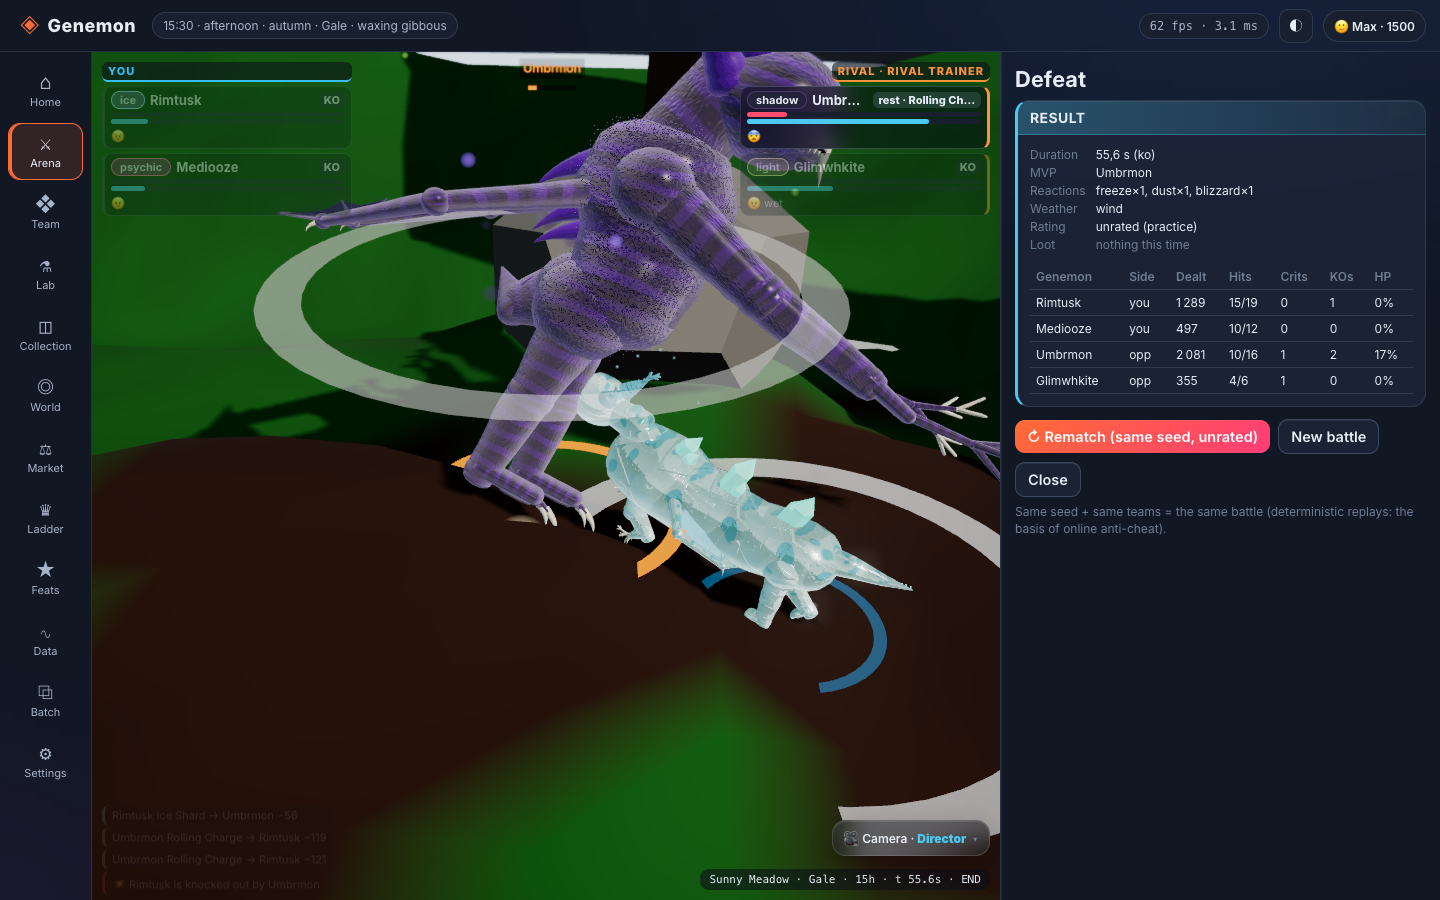 Genemon
15:30 · afternoon · autumn · Gale · waxing gibbous
62 fps · 3.1 ms
Max · 1500
Home
Arena
Team
Lab
Collection
World
Market
Ladder
Feats
Data
Batch
Settings
YOU
ice Rimtusk KO
psychic Mediooze KO
Umbrmon
RIVAL · RIVAL TRAINER
shadow Umbr... rest · Rolling Ch...
light Glimwhkite KO
wet
Rimtusk Ice Shard → Umbrmon −56
Umbrmon Rolling Charge → Rimtusk −119
Umbrmon Rolling Charge → Rimtusk −121
Rimtusk is knocked out by Umbrmon
Camera · Director
Sunny Meadow · Gale · 15h · t 55.6s · END
Defeat
RESULT
Duration 55,6 s (ko)
MVP Umbrmon
Reactions freeze×1, dust×1, blizzard×1
Weather wind
Rating unrated (practice)
Loot nothing this time
Genemon Side Dealt Hits Crits KOs HP
Rimtusk you 1 289 15/19 0 1 0%
Mediooze you 497 10/12 0 0 0%
Umbrmon opp 2 081 10/16 1 2 17%
Glimwhkite opp 355 4/6 1 0 0%
↻ Rematch (same seed, unrated)
New battle
Close
Same seed + same teams = the same battle (deterministic replays: the
basis of online anti-cheat).